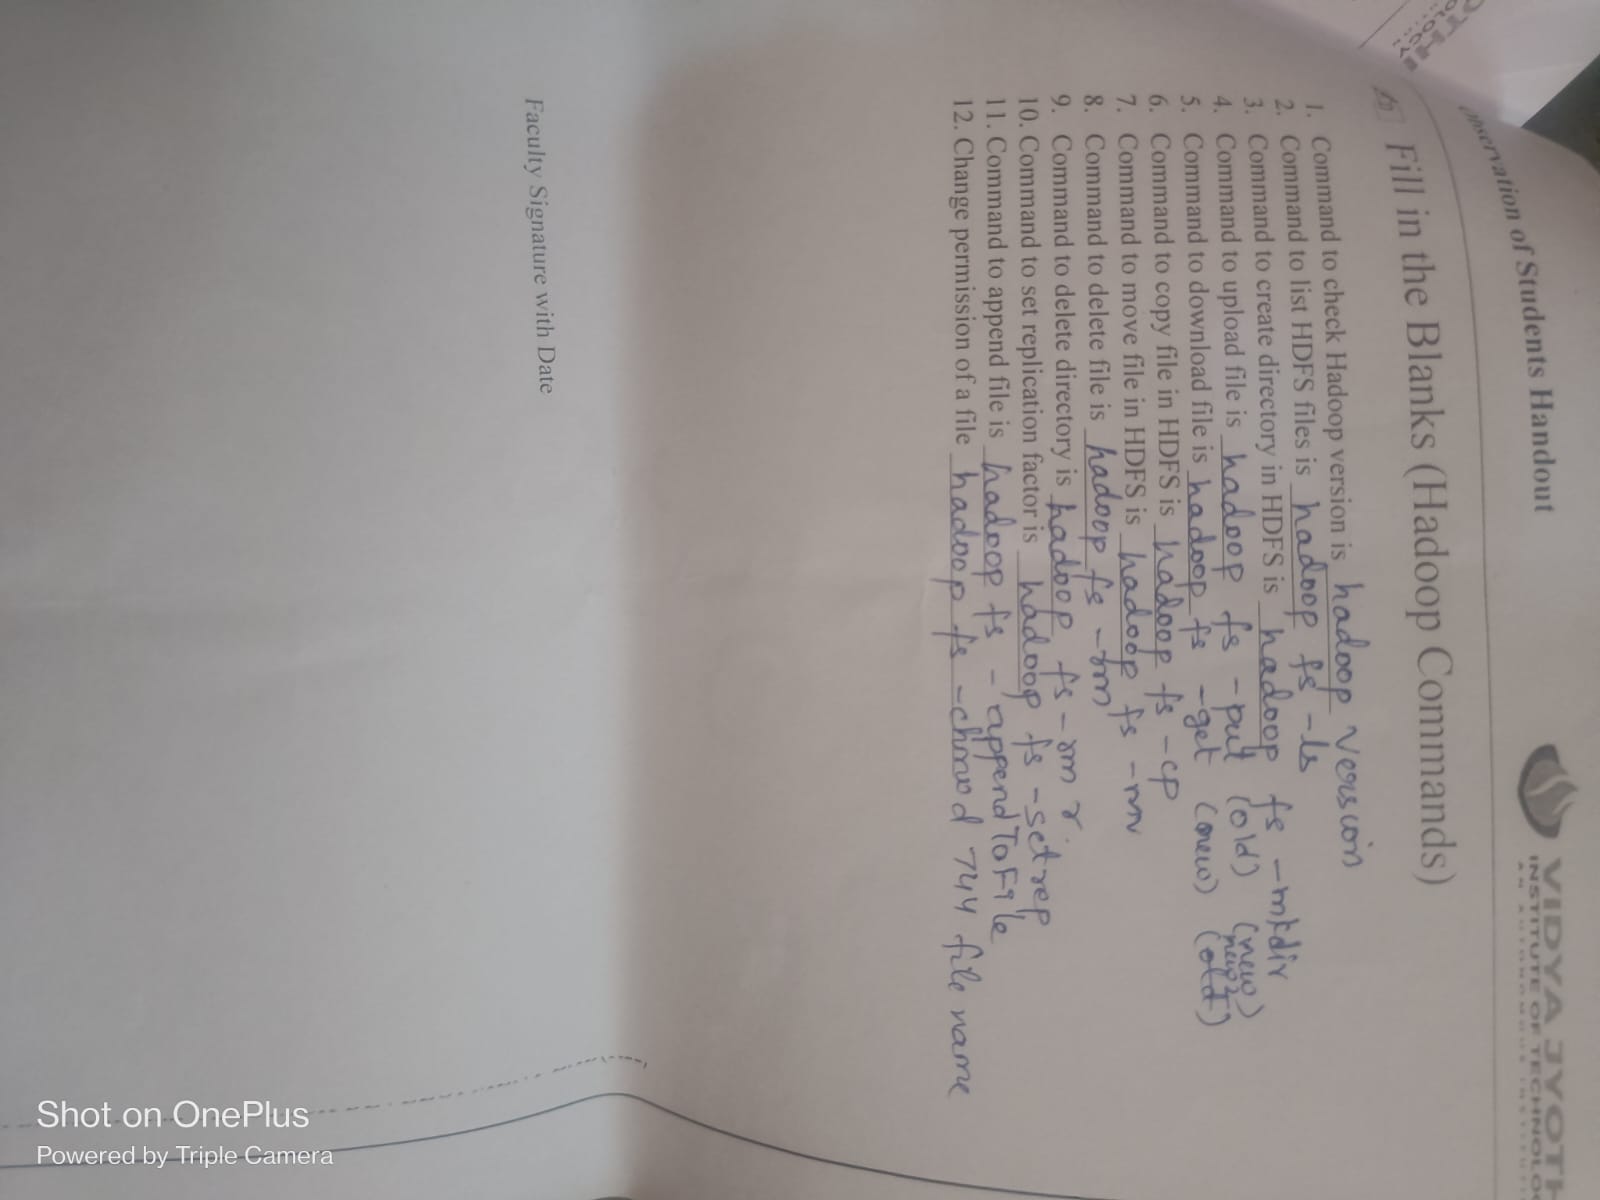 Observation of Students Handout
VIDYA JYOTHI
INSTITUTE OF TECHNOLO
Fill in the Blanks (Hadoop Commands)
1. Command to check Hadoop version is hadoop version
2. Command to list HDFS files is hadoop fs -ls
3. Command to create directory in HDFS is hadoop fs -mkdir
4. Command to upload file is hadoop fs -put (old) (new)
5. Command to download file is hadoop fs -get (new) (old)
6. Command to copy file in HDFS is hadoop fs -cp
7. Command to move file in HDFS is hadoop fs -mv
8. Command to delete file is hadoop fs -rm
9. Command to delete directory is hadoop fs -rm r
10. Command to set replication factor is hadoop fs -setrep
11. Command to append file is hadoop fs -appendToFile
12. Change permission of a file hadoop fs -chmod 744 file name
Faculty Signature with Date
Shot on OnePlus
Powered by Triple Camera